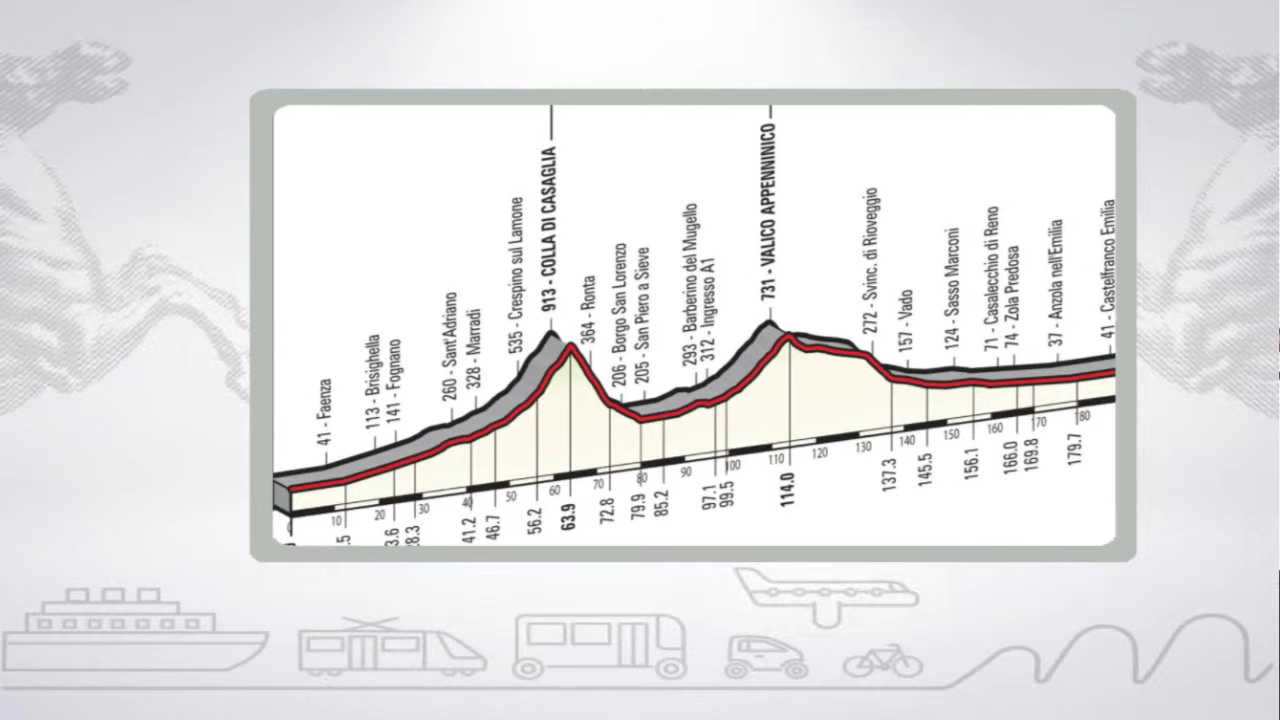 41 - Faenza
113 - Brisighella
141 - Fognano
260 - Sant'Adriano
328 - Marradi
535 - Crespino sul Lamone
913 - COLLA DI CASAGLIA
364 - Ronta
206 - Borgo San Lorenzo
205 - San Piero a Sieve
293 - Barberino del Mugello
312 - Ingresso A1
731 - VALICO APPENNINICO
272 - Svinc. di Rioveggio
157 - Vado
124 - Sasso Marconi
71 - Casalecchio di Reno
74 - Zola Predosa
37 - Anzola nell'Emilia
41 - Castelfranco Emilia
10
20
30
40
50
60
70
80
90
100
110
120
130
140
150
160
170
180
41.2
46.7
56.2
63.9
72.8
79.9
85.2
97.1
99.5
114.0
137.3
145.5
156.1
166.0
169.8
179.7